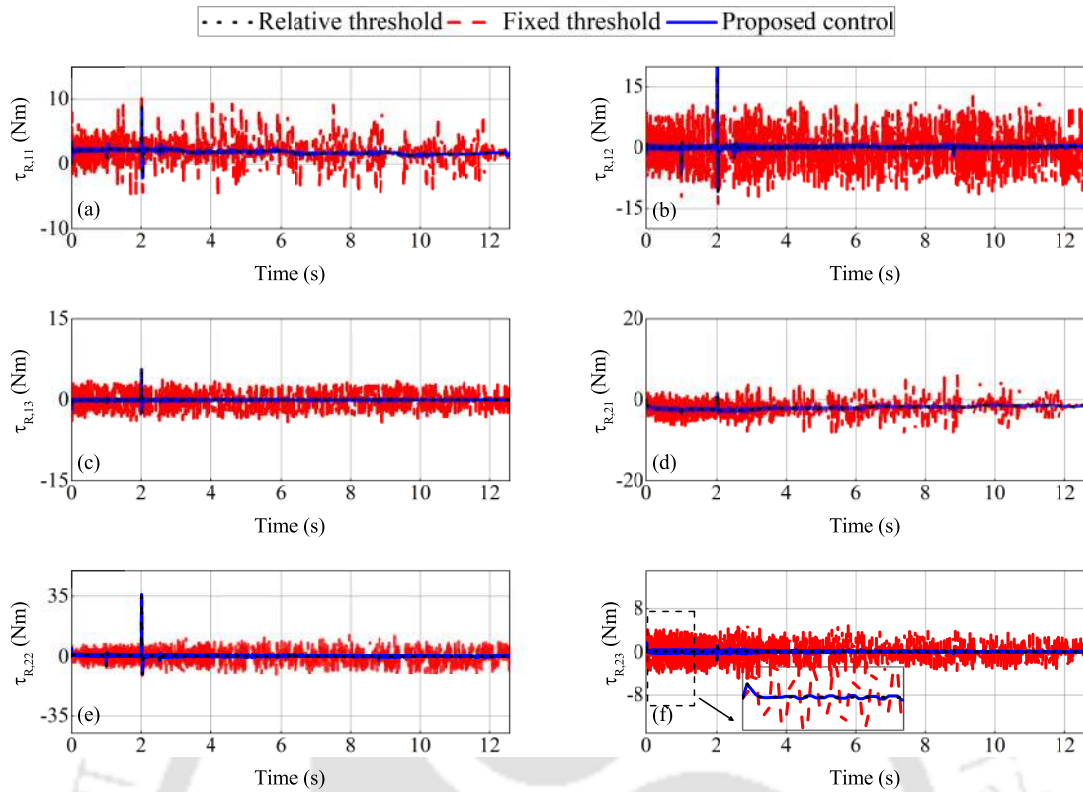 Relative threshold Fixed threshold Proposed control
τR,11 (Nm)
10
0
-10
(a)
0 2 4 6 8 10 12
Time (s)
τR,12 (Nm)
15
0
-15
(b)
0 2 4 6 8 10 12
Time (s)
τR,13 (Nm)
15
0
-15
(c)
0 2 4 6 8 10 12
Time (s)
τR,21 (Nm)
20
0
-20
(d)
0 2 4 6 8 10 12
Time (s)
τR,22 (Nm)
35
0
-35
(e)
0 2 4 6 8 10 12
Time (s)
τR,23 (Nm)
8
0
-8
(f)
0 2 4 6 8 10 12
Time (s)